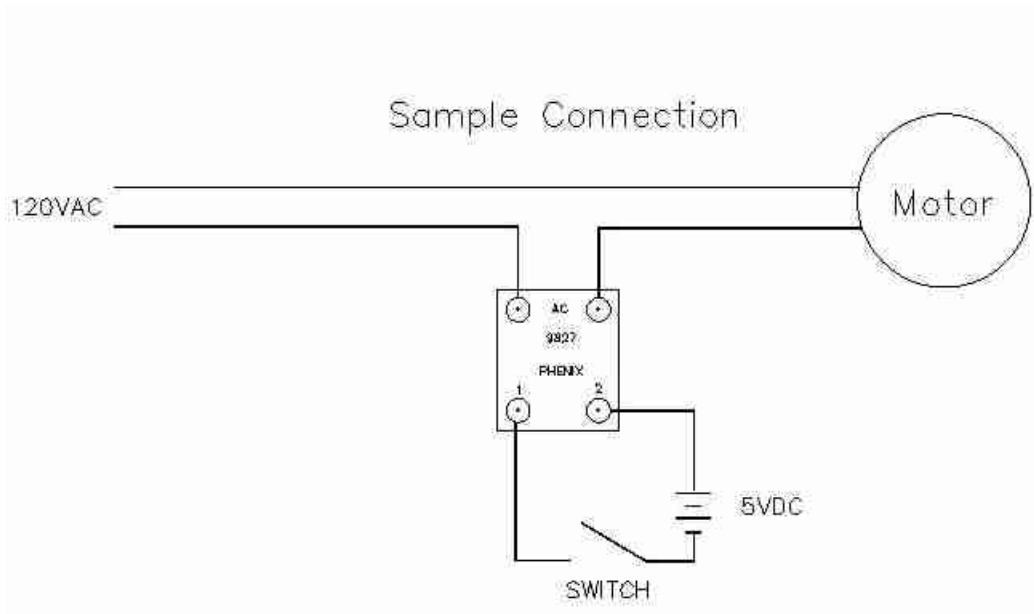 Sample Connection
120VAC
Motor
AC
9827
PHENIX
1 2
5VDC
SWITCH